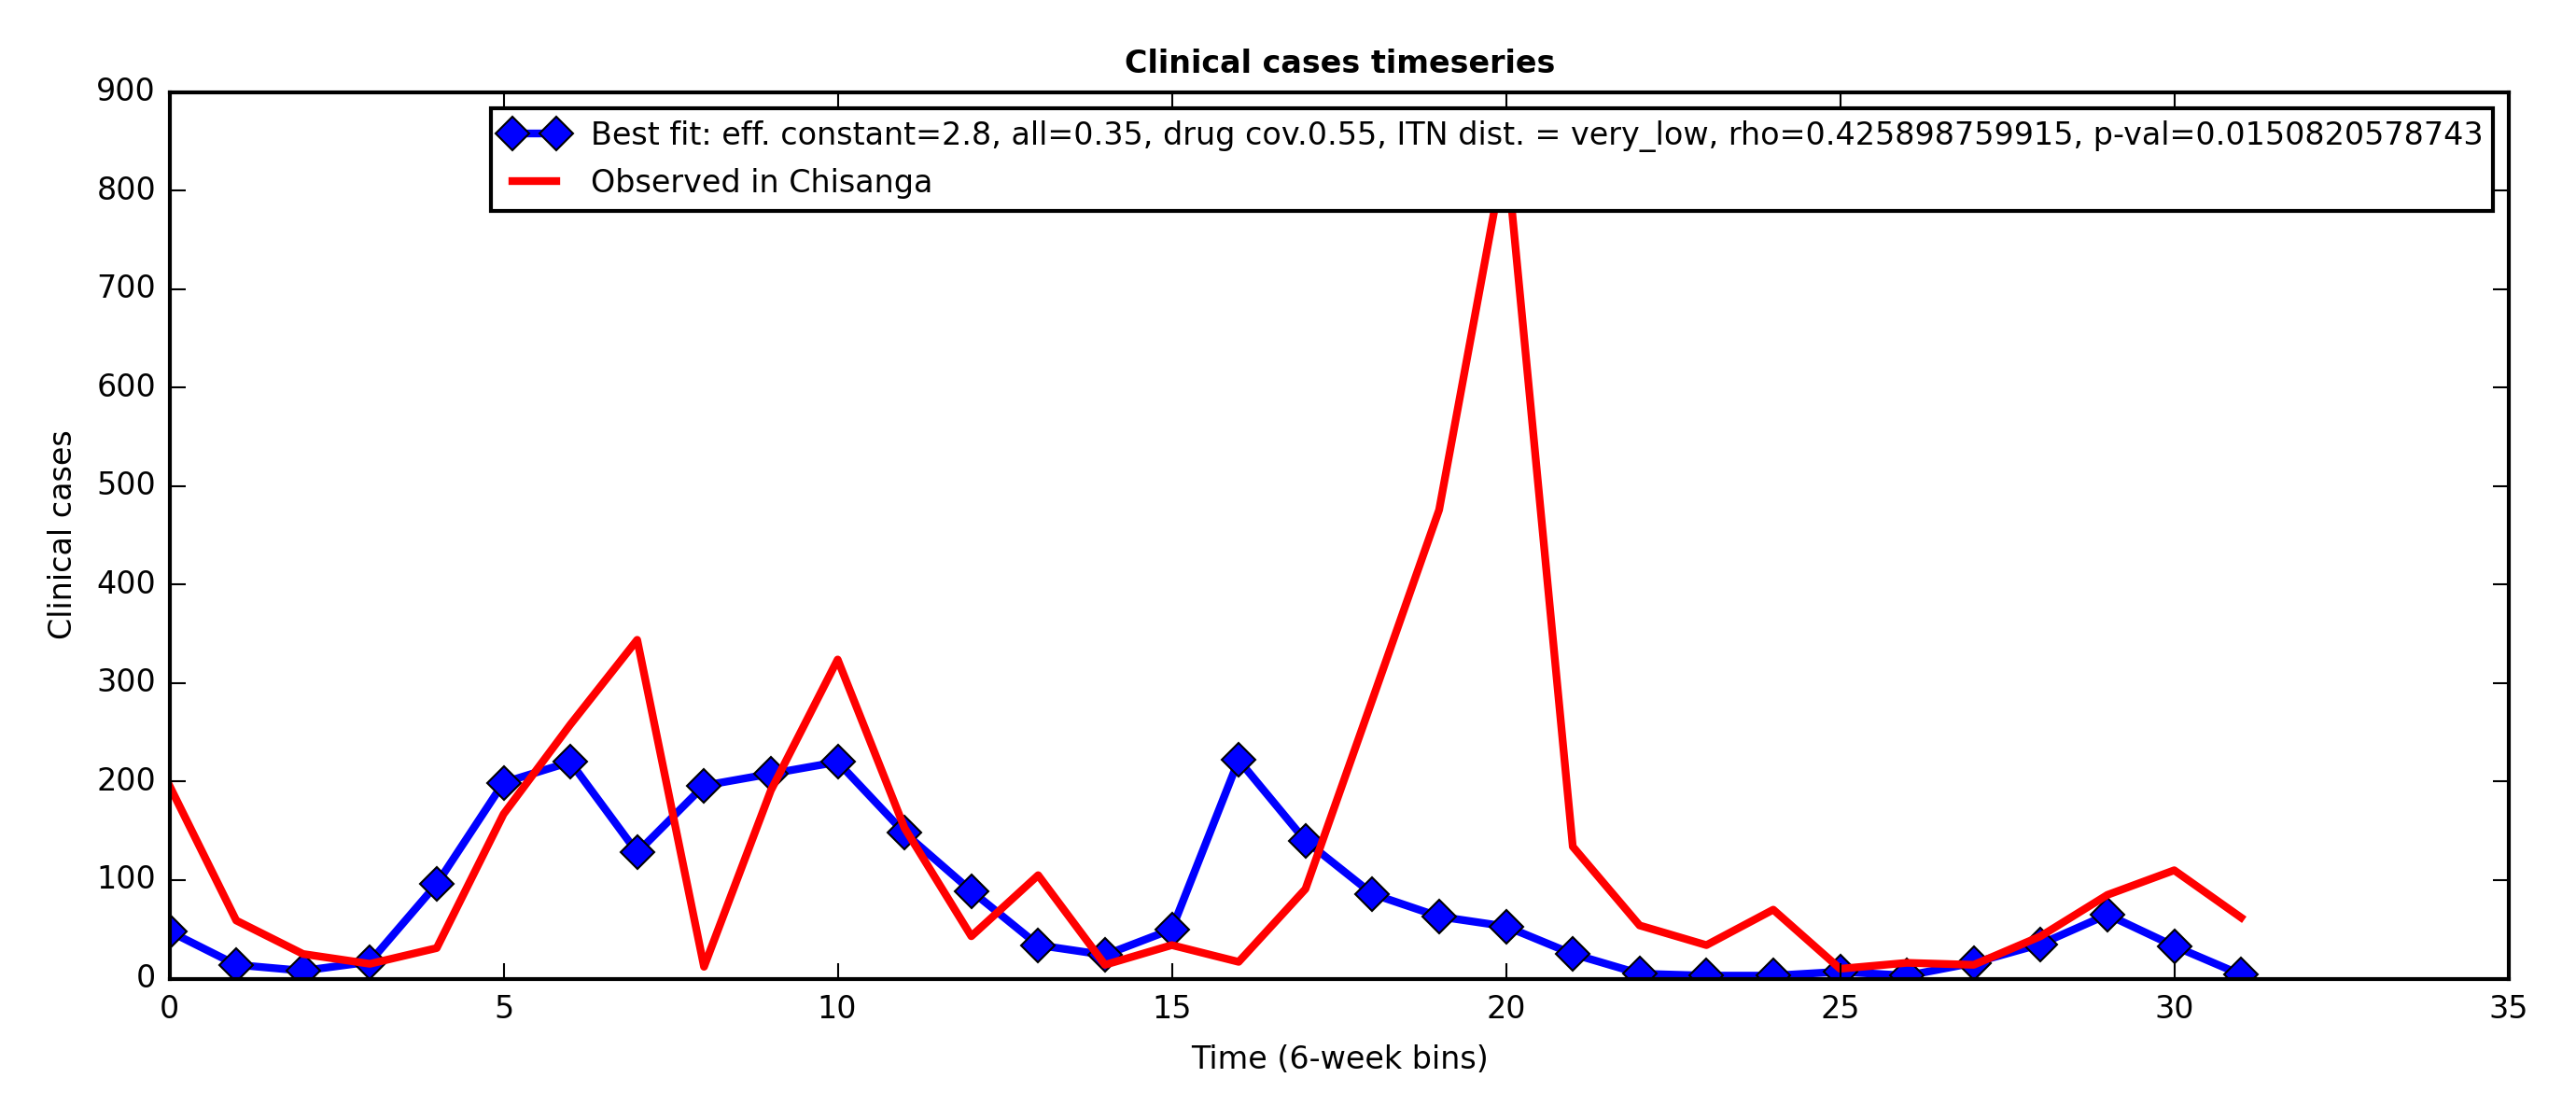 Clinical cases timeseries
900
800
700
600
500
400
300
200
100
0
Clinical cases
Best fit: eff. constant=2.8, all=0.35, drug cov.0.55, ITN dist. = very_low, rho=0.425898759915, p-val=0.0150820578743
Observed in Chisanga
0 5 10 15 20 25 30 35
Time (6-week bins)